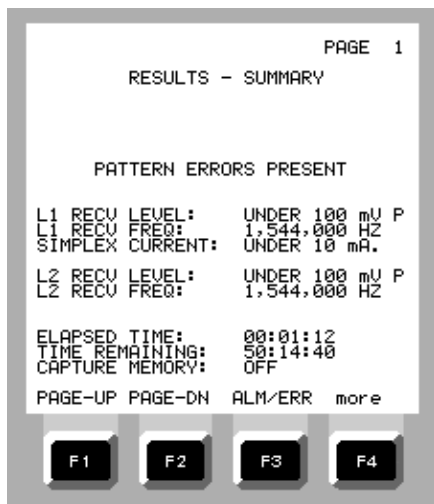 PAGE 1
RESULTS - SUMMARY
PATTERN ERRORS PRESENT
L1 RECV LEVEL: UNDER 100 mV P
L1 RECV FREQ: 1,544,000 HZ
SIMPLEX CURRENT: UNDER 10 mA.
L2 RECV LEVEL: UNDER 100 mV P
L2 RECV FREQ: 1,544,000 HZ
ELAPSED TIME: 00:01:12
TIME REMAINING: 50:14:40
CAPTURE MEMORY: OFF
PAGE-UP PAGE-DN ALM/ERR more
F1 F2 F3 F4